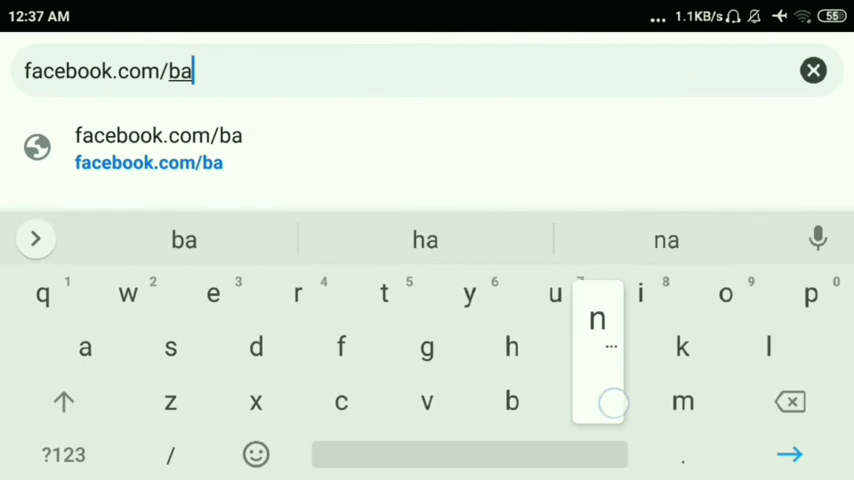 12:37 AM ... 1.1KB/s 55
facebook.com/ba
facebook.com/ba
facebook.com/ba
ba ha na
q 1 w 2 e 3 r 4 t 5 y 6 u i 8 o 9 p 0
a s d f g h k l
n ...
z x c v b m
?123 / .